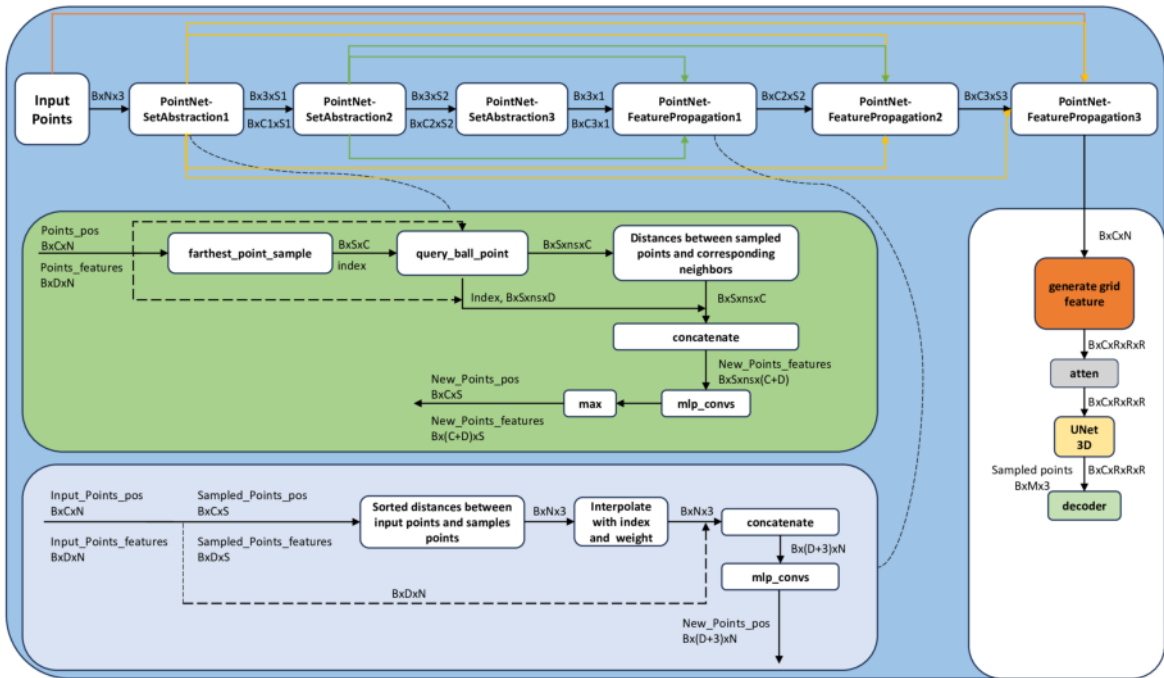 Input
Points
BxNx3
PointNet-
SetAbstraction1
Bx3xS1
BxC1xS1
PointNet-
SetAbstraction2
Bx3xS2
BxC2xS2
PointNet-
SetAbstraction3
Bx3x1
BxC3x1
PointNet-
FeaturePropagation1
BxC2xS2
PointNet-
FeaturePropagation2
BxC3xS3
PointNet-
FeaturePropagation3
Points_pos
BxCxN
Points_features
BxDxN
farthest_point_sample
BxSxC
index
query_ball_point
BxSxnsxC
Distances between sampled
points and corresponding
neighbors
Index, BxSxnsxD
BxSxnsxC
concatenate
New_Points_features
BxSxnsx(C+D)
mlp_convs
max
New_Points_pos
BxCxS
New_Points_features
Bx(C+D)xS
Input_Points_pos
BxCxN
Input_Points_features
BxDxN
Sampled_Points_pos
BxCxS
Sampled_Points_features
BxDxS
Sorted distances between
input points and samples
points
BxNx3
Interpolate
with index
and weight
BxNx3
concatenate
BxDxN
Bx(D+3)xN
mlp_convs
New_Points_pos
Bx(D+3)xN
BxCxN
generate grid
feature
BxCxRxRxR
atten
BxCxRxRxR
UNet
3D
Sampled points
BxMx3
BxCxRxRxR
decoder